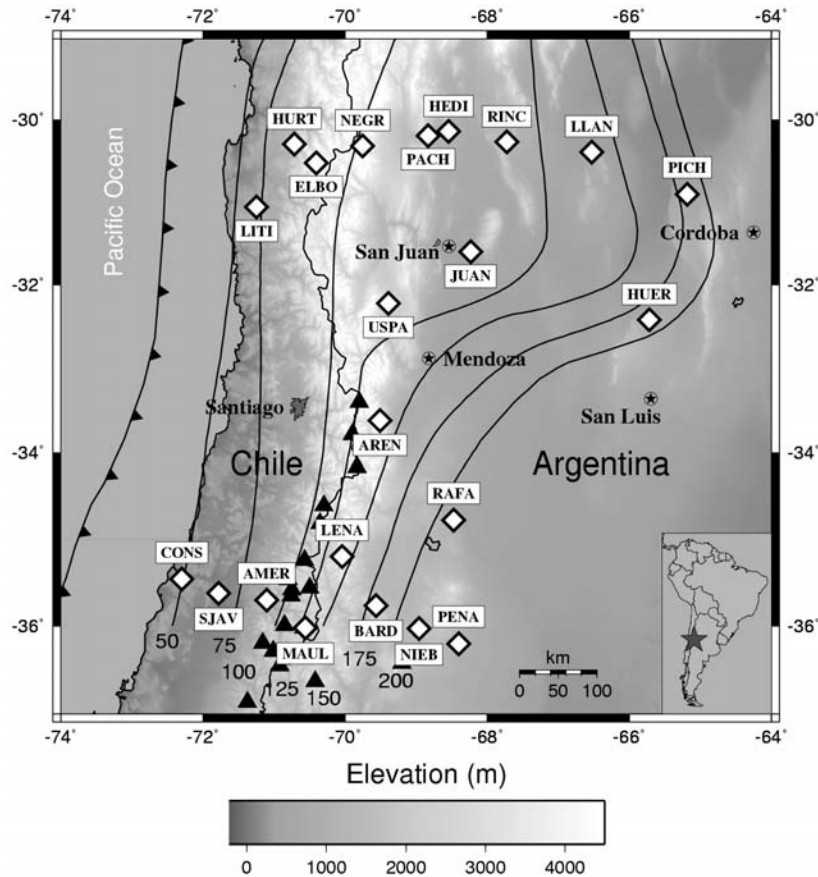 -74° -72° -70° -68° -66° -64°
-30° -30°
HURT NEGR HEDI RINC LLAN
PACH PICH
ELBO
LITI
Pacific Ocean
San Juan Cordoba
JUAN
-32° -32°
USPA HUER
Mendoza
Santiago San Luis
-34° AREN -34°
Chile Argentina
RAFA
LENA
CONS AMER
SJAV
-36° BARD PENA -36°
50 75 MAUL 175 NIEB
100 125 150 200
km
0 50 100
-74° -72° -70° -68° -66° -64°
Elevation (m)
0 1000 2000 3000 4000